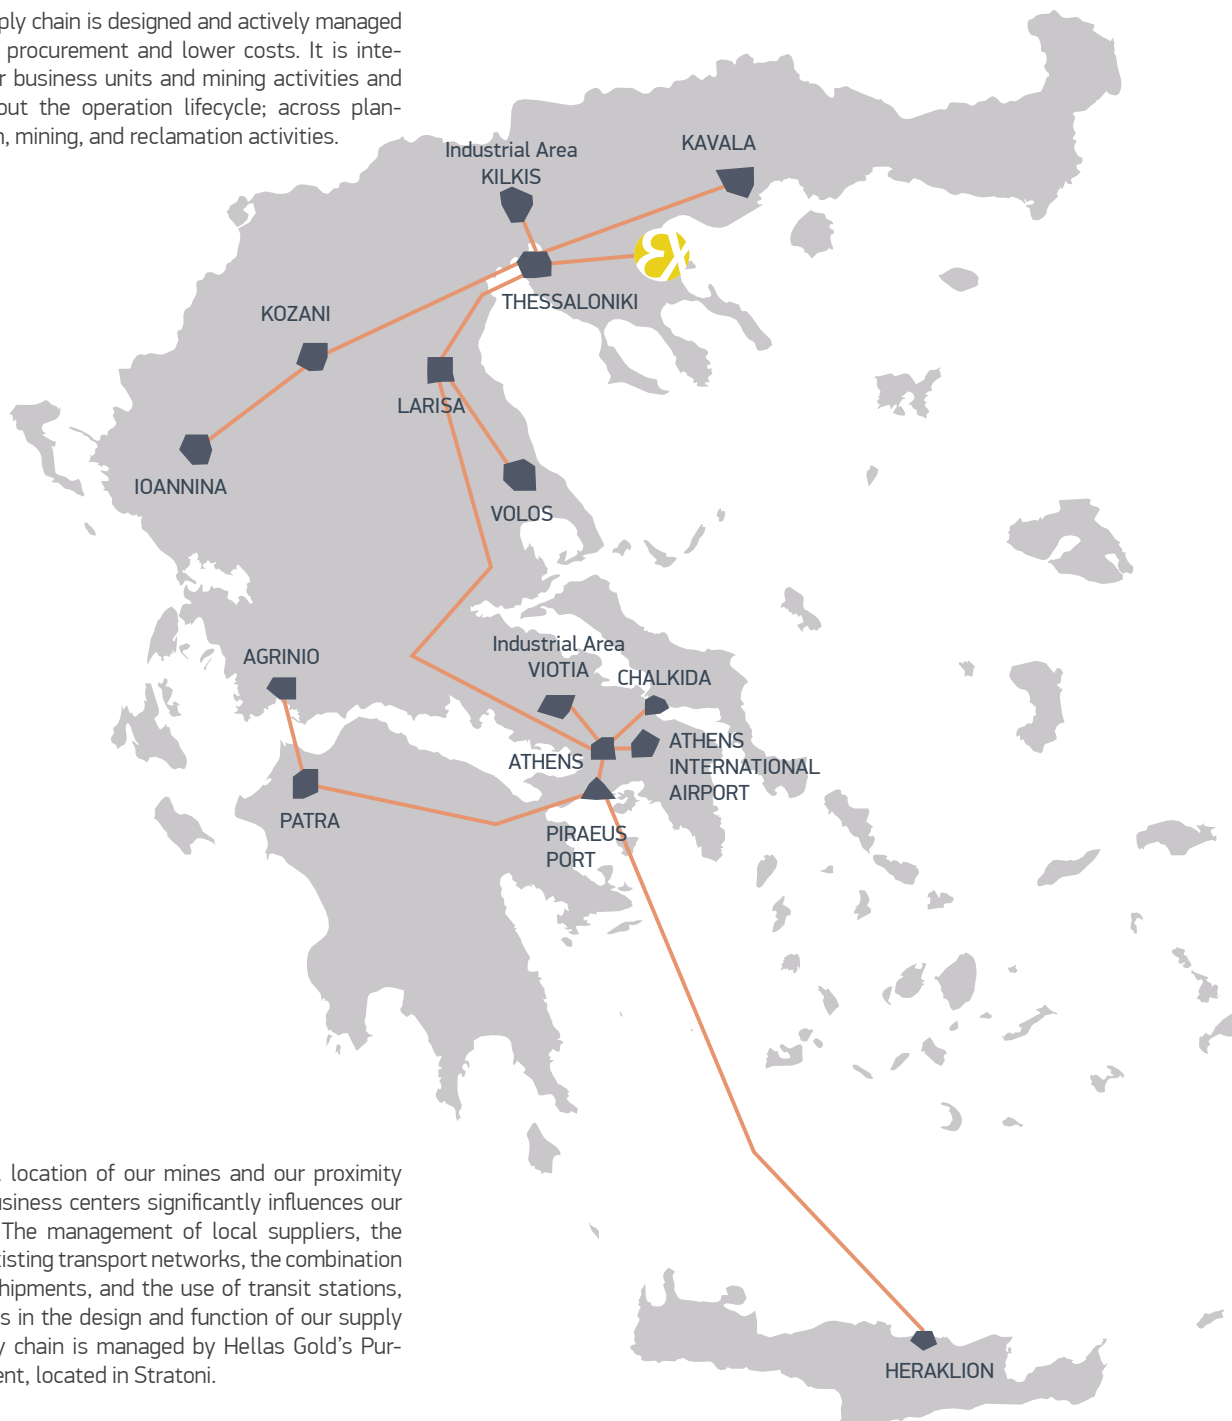 ply chain is designed and actively managed
procurement and lower costs. It is inte-
r business units and mining activities and
out the operation lifecycle; across plan-
n, mining, and reclamation activities.
Industrial Area
KILKIS
KAVALA
THESSALONIKI
KOZANI
LARISA
IOANNINA
VOLOS
Industrial Area
VIOTIA
AGRINIO
CHALKIDA
ATHENS
ATHENS
INTERNATIONAL
AIRPORT
PATRA
PIRAEUS
PORT
location of our mines and our proximity
usiness centers significantly influences our
The management of local suppliers, the
xisting transport networks, the combination
hipments, and the use of transit stations,
s in the design and function of our supply
y chain is managed by Hellas Gold's Pur-
ent, located in Stratoni.
HERAKLION